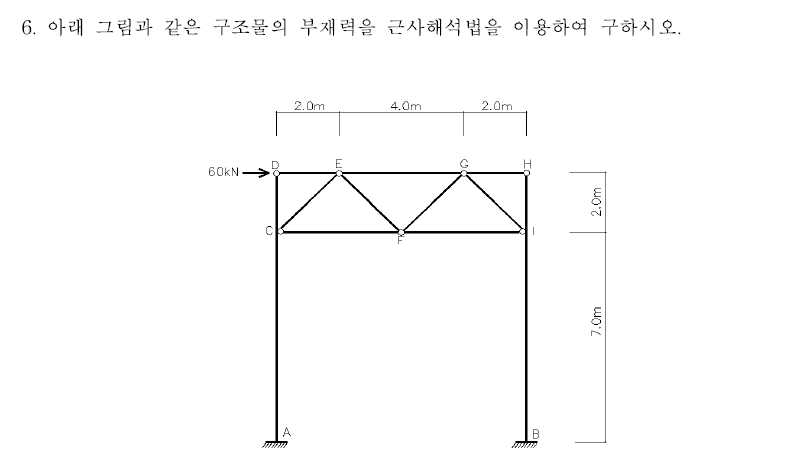 6. 아래 그림과 같은 구조물의 부재력을 근사해석법을 이용하여 구하시오.
2.0m 4.0m 2.0m
60kN D E G H
2.0m
C F I
7.0m
A B